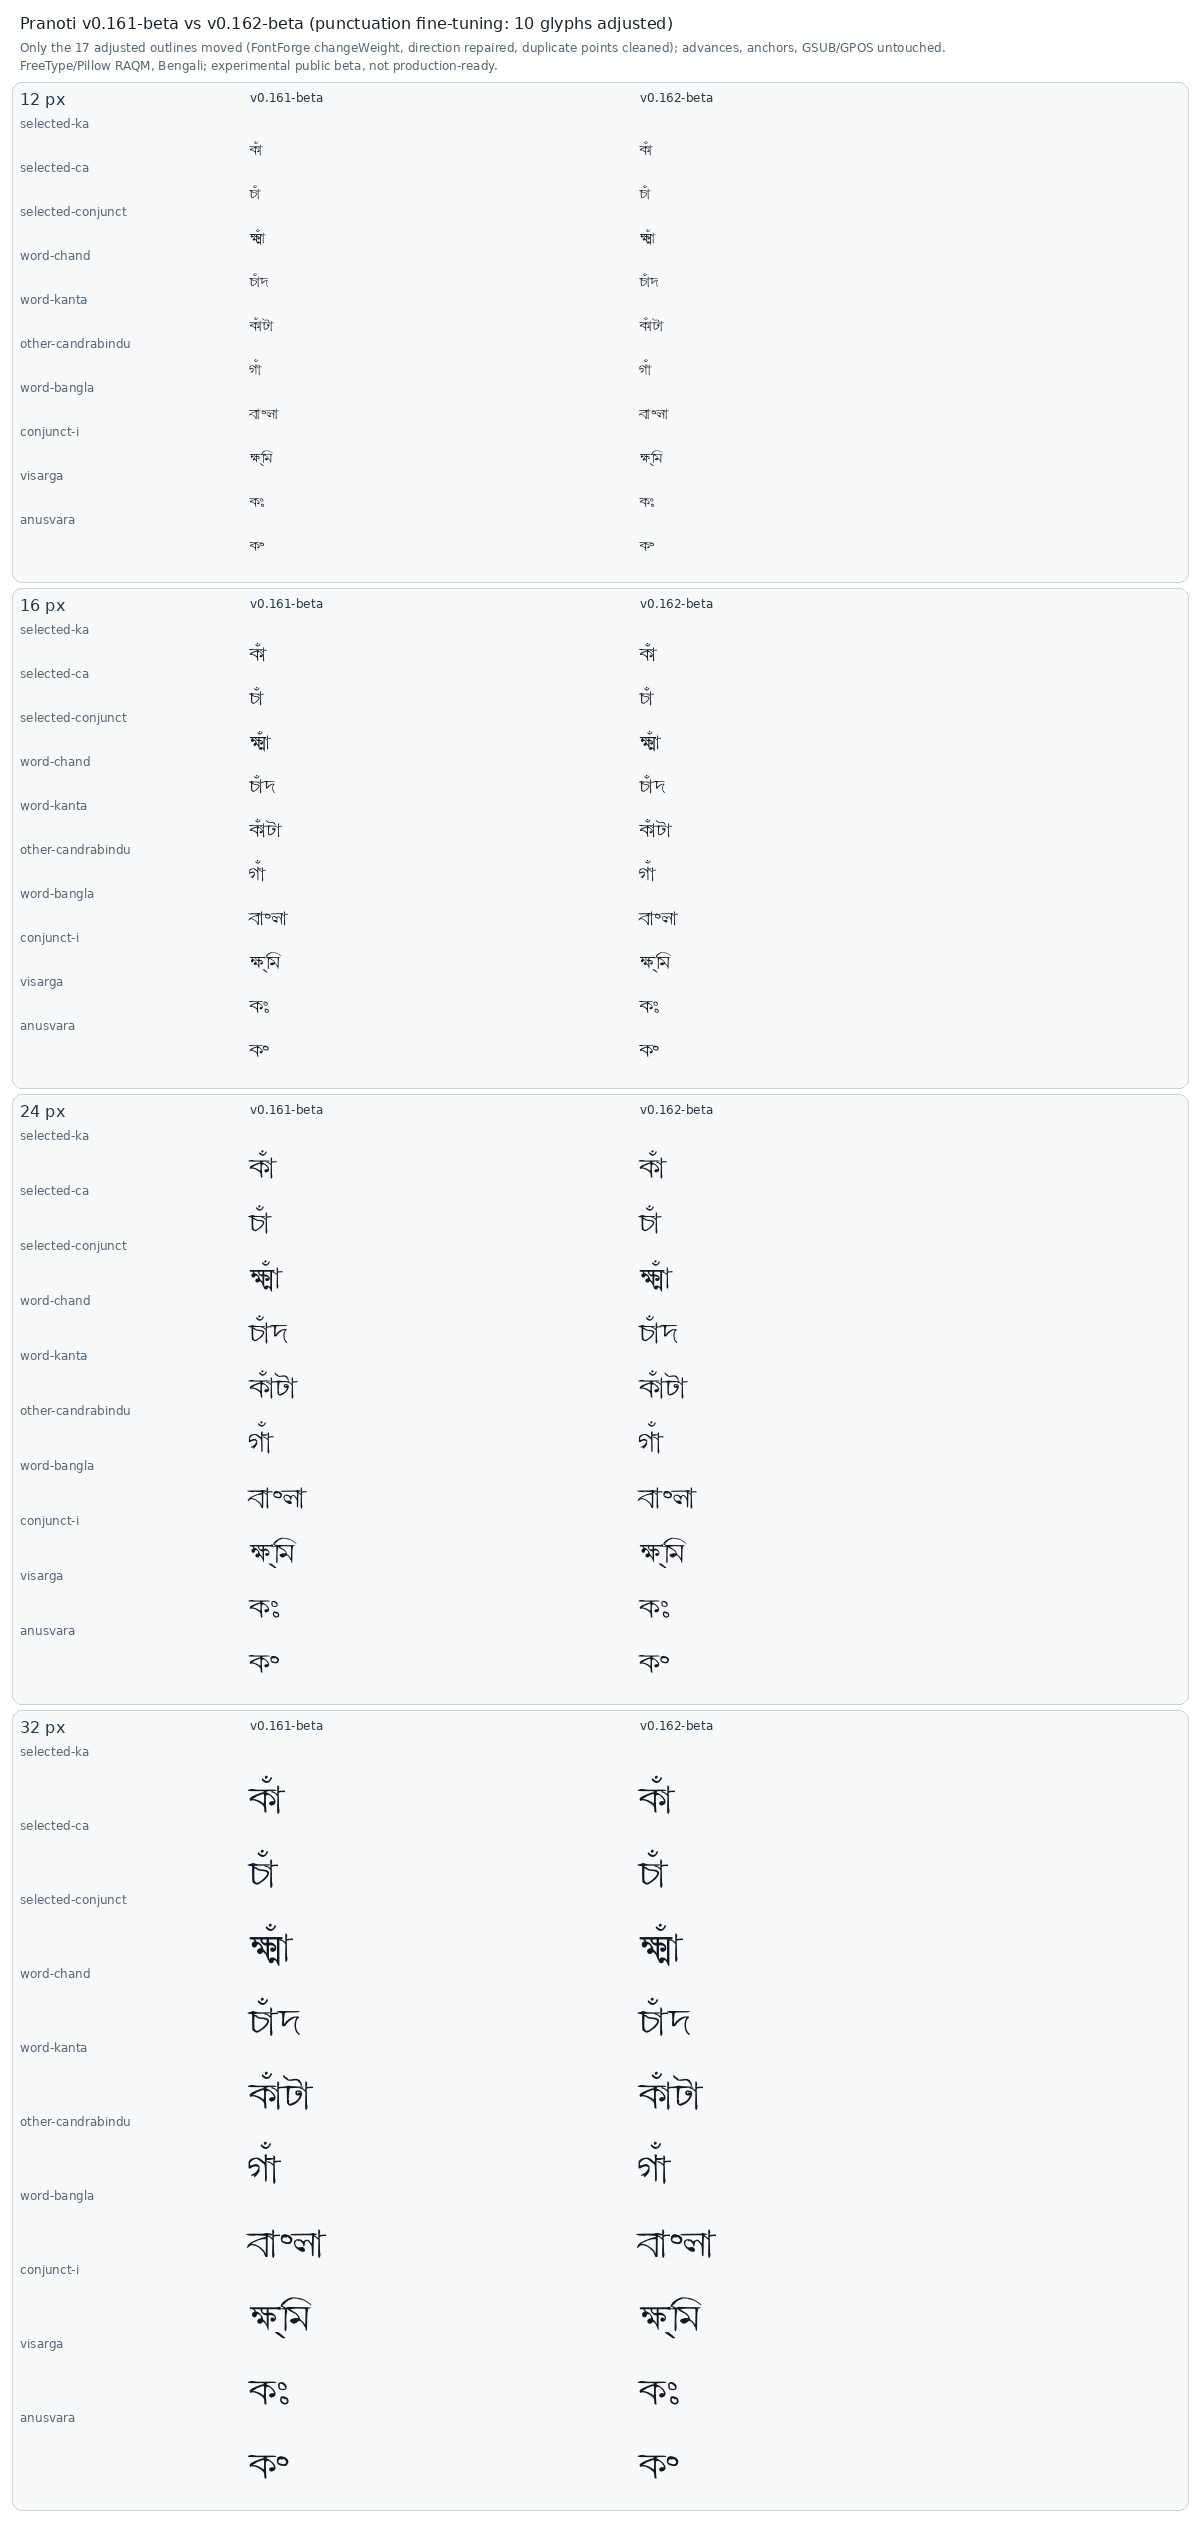 Pranoti v0.161-beta vs v0.162-beta (punctuation fine-tuning: 10 glyphs adjusted)
Only the 17 adjusted outlines moved (FontForge changeWeight, direction repaired, duplicate points cleaned); advances, anchors, GSUB/GPOS untouched.
FreeType/Pillow RAQM, Bengali; experimental public beta, not production-ready.
12 px v0.161-beta v0.162-beta
selected-ka
কাঁ কাঁ
selected-ca
চাঁ চাঁ
selected-conjunct
ক্ষ্মাঁ ক্ষ্মাঁ
word-chand
চাঁদ চাঁদ
word-kanta
কাঁটা কাঁটা
other-candrabindu
গাঁ গাঁ
word-bangla
বাংলা বাংলা
conjunct-i
ক্ষ্‌মি ক্ষ্‌মি
visarga
কঃ কঃ
anusvara
কং কং
16 px v0.161-beta v0.162-beta
selected-ka
কাঁ কাঁ
selected-ca
চাঁ চাঁ
selected-conjunct
ক্ষ্মাঁ ক্ষ্মাঁ
word-chand
চাঁদ চাঁদ
word-kanta
কাঁটা কাঁটা
other-candrabindu
গাঁ গাঁ
word-bangla
বাংলা বাংলা
conjunct-i
ক্ষ্‌মি ক্ষ্‌মি
visarga
কঃ কঃ
anusvara
কং কং
24 px v0.161-beta v0.162-beta
selected-ka
কাঁ কাঁ
selected-ca
চাঁ চাঁ
selected-conjunct
ক্ষ্মাঁ ক্ষ্মাঁ
word-chand
চাঁদ চাঁদ
word-kanta
কাঁটা কাঁটা
other-candrabindu
গাঁ গাঁ
word-bangla
বাংলা বাংলা
conjunct-i
ক্ষ্‌মি ক্ষ্‌মি
visarga
কঃ কঃ
anusvara
কং কং
32 px v0.161-beta v0.162-beta
selected-ka
কাঁ কাঁ
selected-ca
চাঁ চাঁ
selected-conjunct
ক্ষ্মাঁ ক্ষ্মাঁ
word-chand
চাঁদ চাঁদ
word-kanta
কাঁটা কাঁটা
other-candrabindu
গাঁ গাঁ
word-bangla
বাংলা বাংলা
conjunct-i
ক্ষ্‌মি ক্ষ্‌মি
visarga
কঃ কঃ
anusvara
কং কং